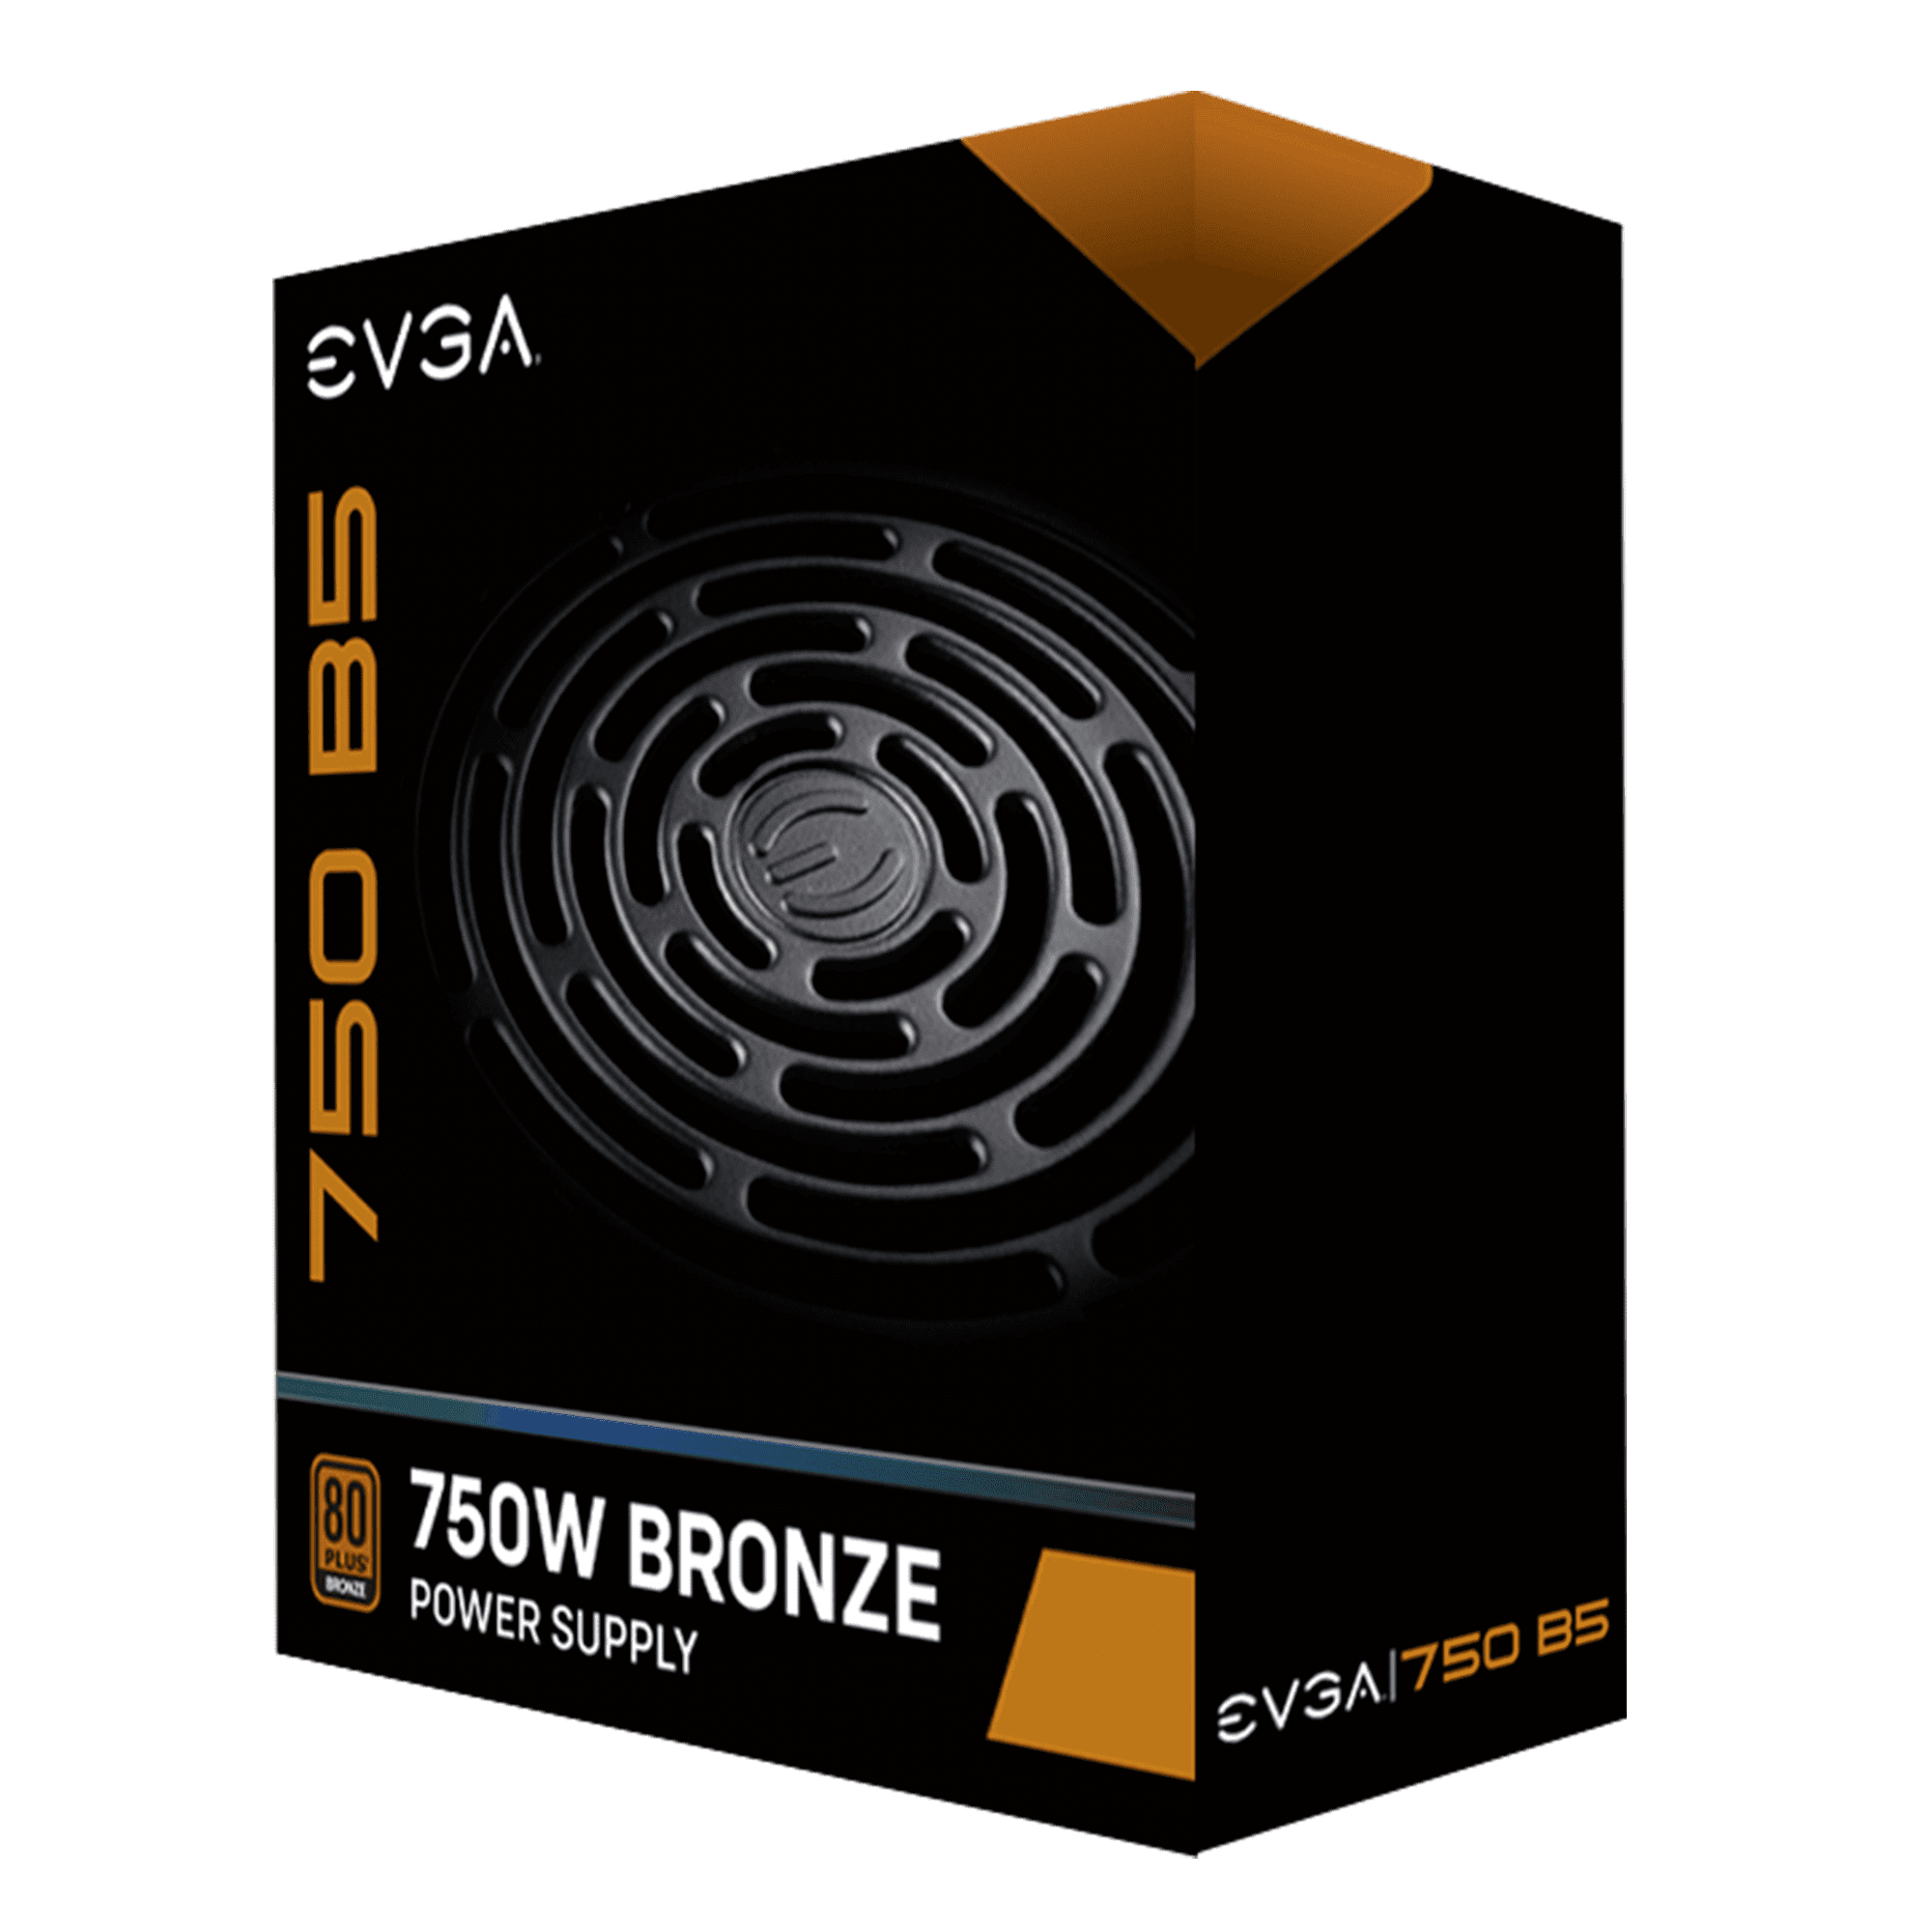 EVGA
750 B5
80
PLUS
BRONZE
750W BRONZE
POWER SUPPLY
EVGA | 750 B5